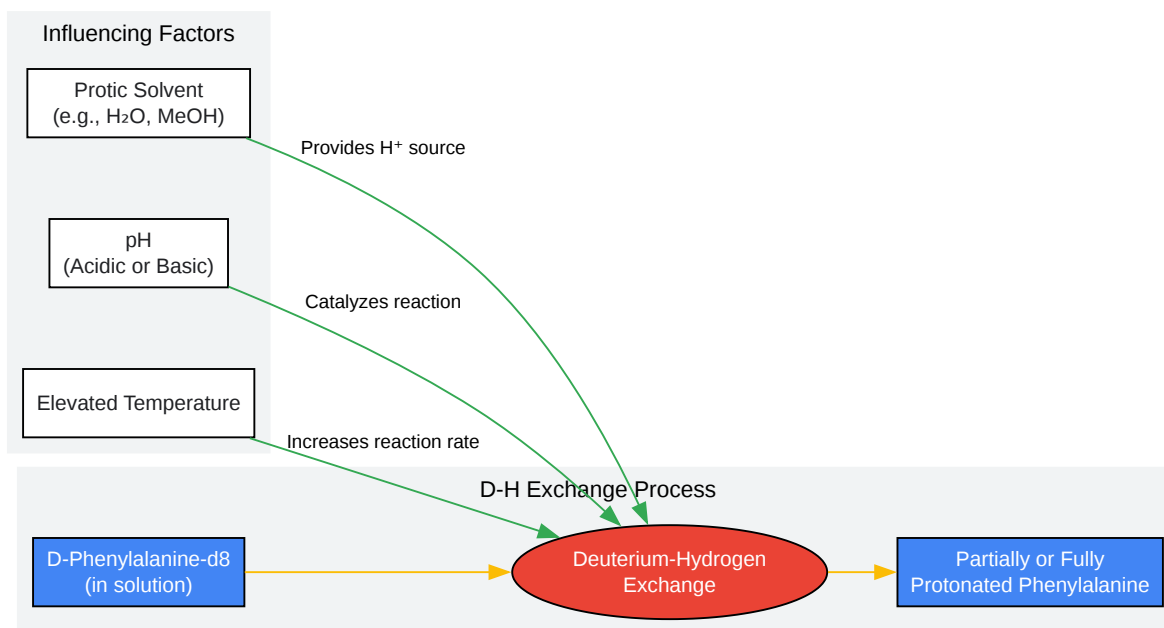 Influencing Factors
Protic Solvent
(e.g., H₂O, MeOH)
Provides H⁺ source
pH
(Acidic or Basic)
Catalyzes reaction
Elevated Temperature
Increases reaction rate
D-H Exchange Process
D-Phenylalanine-d8
(in solution)
Deuterium-Hydrogen
Exchange
Partially or Fully
Protonated Phenylalanine